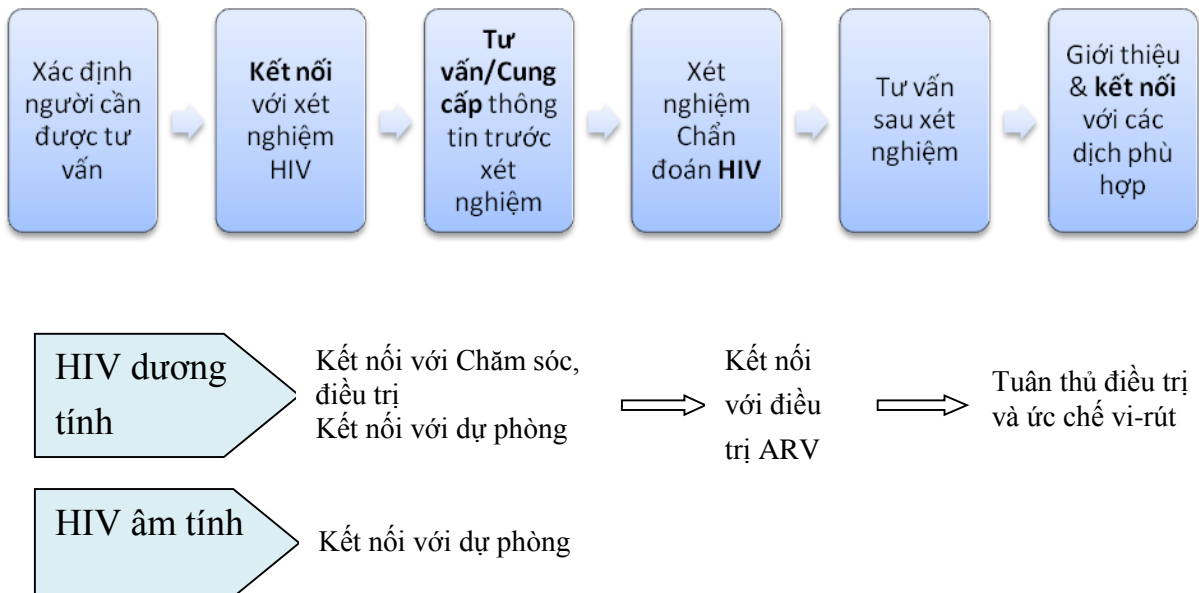 Xác định
người cần
được tư
vấn
Kết nối
với xét
nghiệm
HIV
Tư
vấn/Cung
cấp thông
tin trước
xét
nghiệm
Xét
nghiệm
Chẩn
đoán HIV
Tư vấn
sau xét
nghiệm
Giới thiệu
& kết nối
với các
dịch phù
hợp
HIV dương
tính
Kết nối với Chăm sóc,
điều trị
Kết nối với dự phòng
Kết nối
với điều
trị ARV
Tuân thủ điều trị
và ức chế vi-rút
HIV âm tính
Kết nối với dự phòng